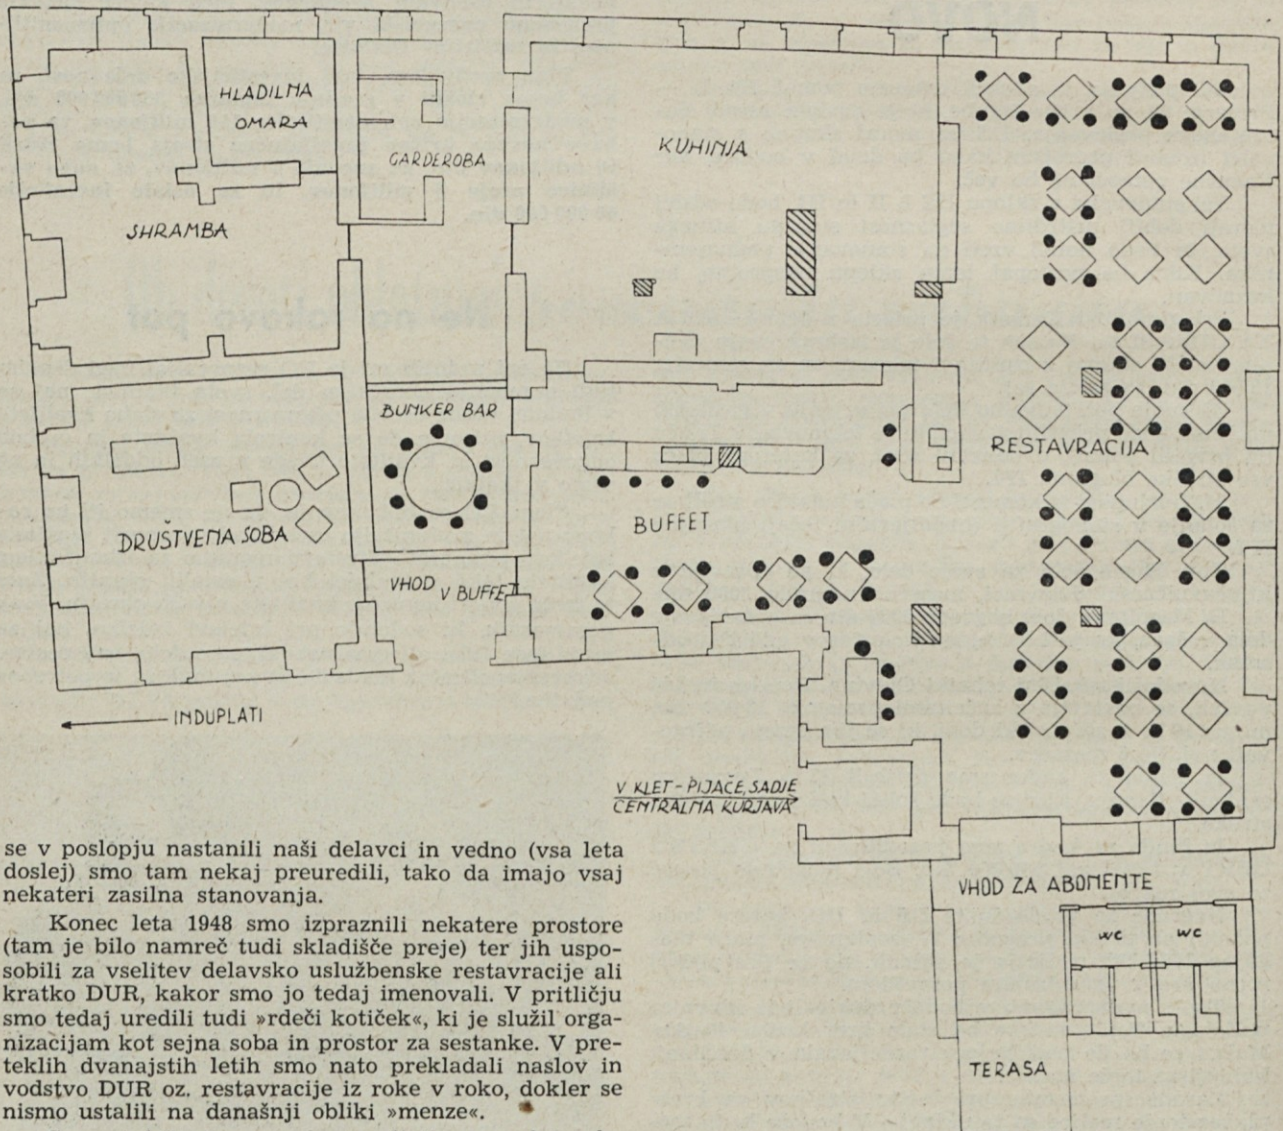 HLADILNA
OMARA
GARDEROBA
KUHINJA
SHRAMBA
BUNKER BAR
RESTAVRACIJA
BUFFET
DRUŠTVENA SOBA
VHOD V BUFFET
INDUPLATI
V KLET - PIJAČE, SADJE
CENTRALNA KURJAVA
VHOD ZA ABONENTE
WC
WC
TERASA
se v poslopju nastanili naši delavci in vedno (vsa leta
doslej) smo tam nekaj preuredili, tako da imajo vsaj
nekateri zasilna stanovanja.
Konec leta 1948 smo izpraznili nekatere prostore
(tam je bilo namreč tudi skladišče preje) ter jih uspo-
sobili za vselitev delavsko uslužbenske restavracije ali
kratko DUR, kakor smo jo tedaj imenovali. V pritličju
smo tedaj uredili tudi »rdeči kotiček«, ki je služil orga-
nizacijam kot sejna soba in prostor za sestanke. V pre-
teklih dvanajstih letih smo nato prekladali naslov in
vodstvo DUR oz. restavracije iz roke v roko, dokler se
nismo ustalili na današnji obliki »menze«.